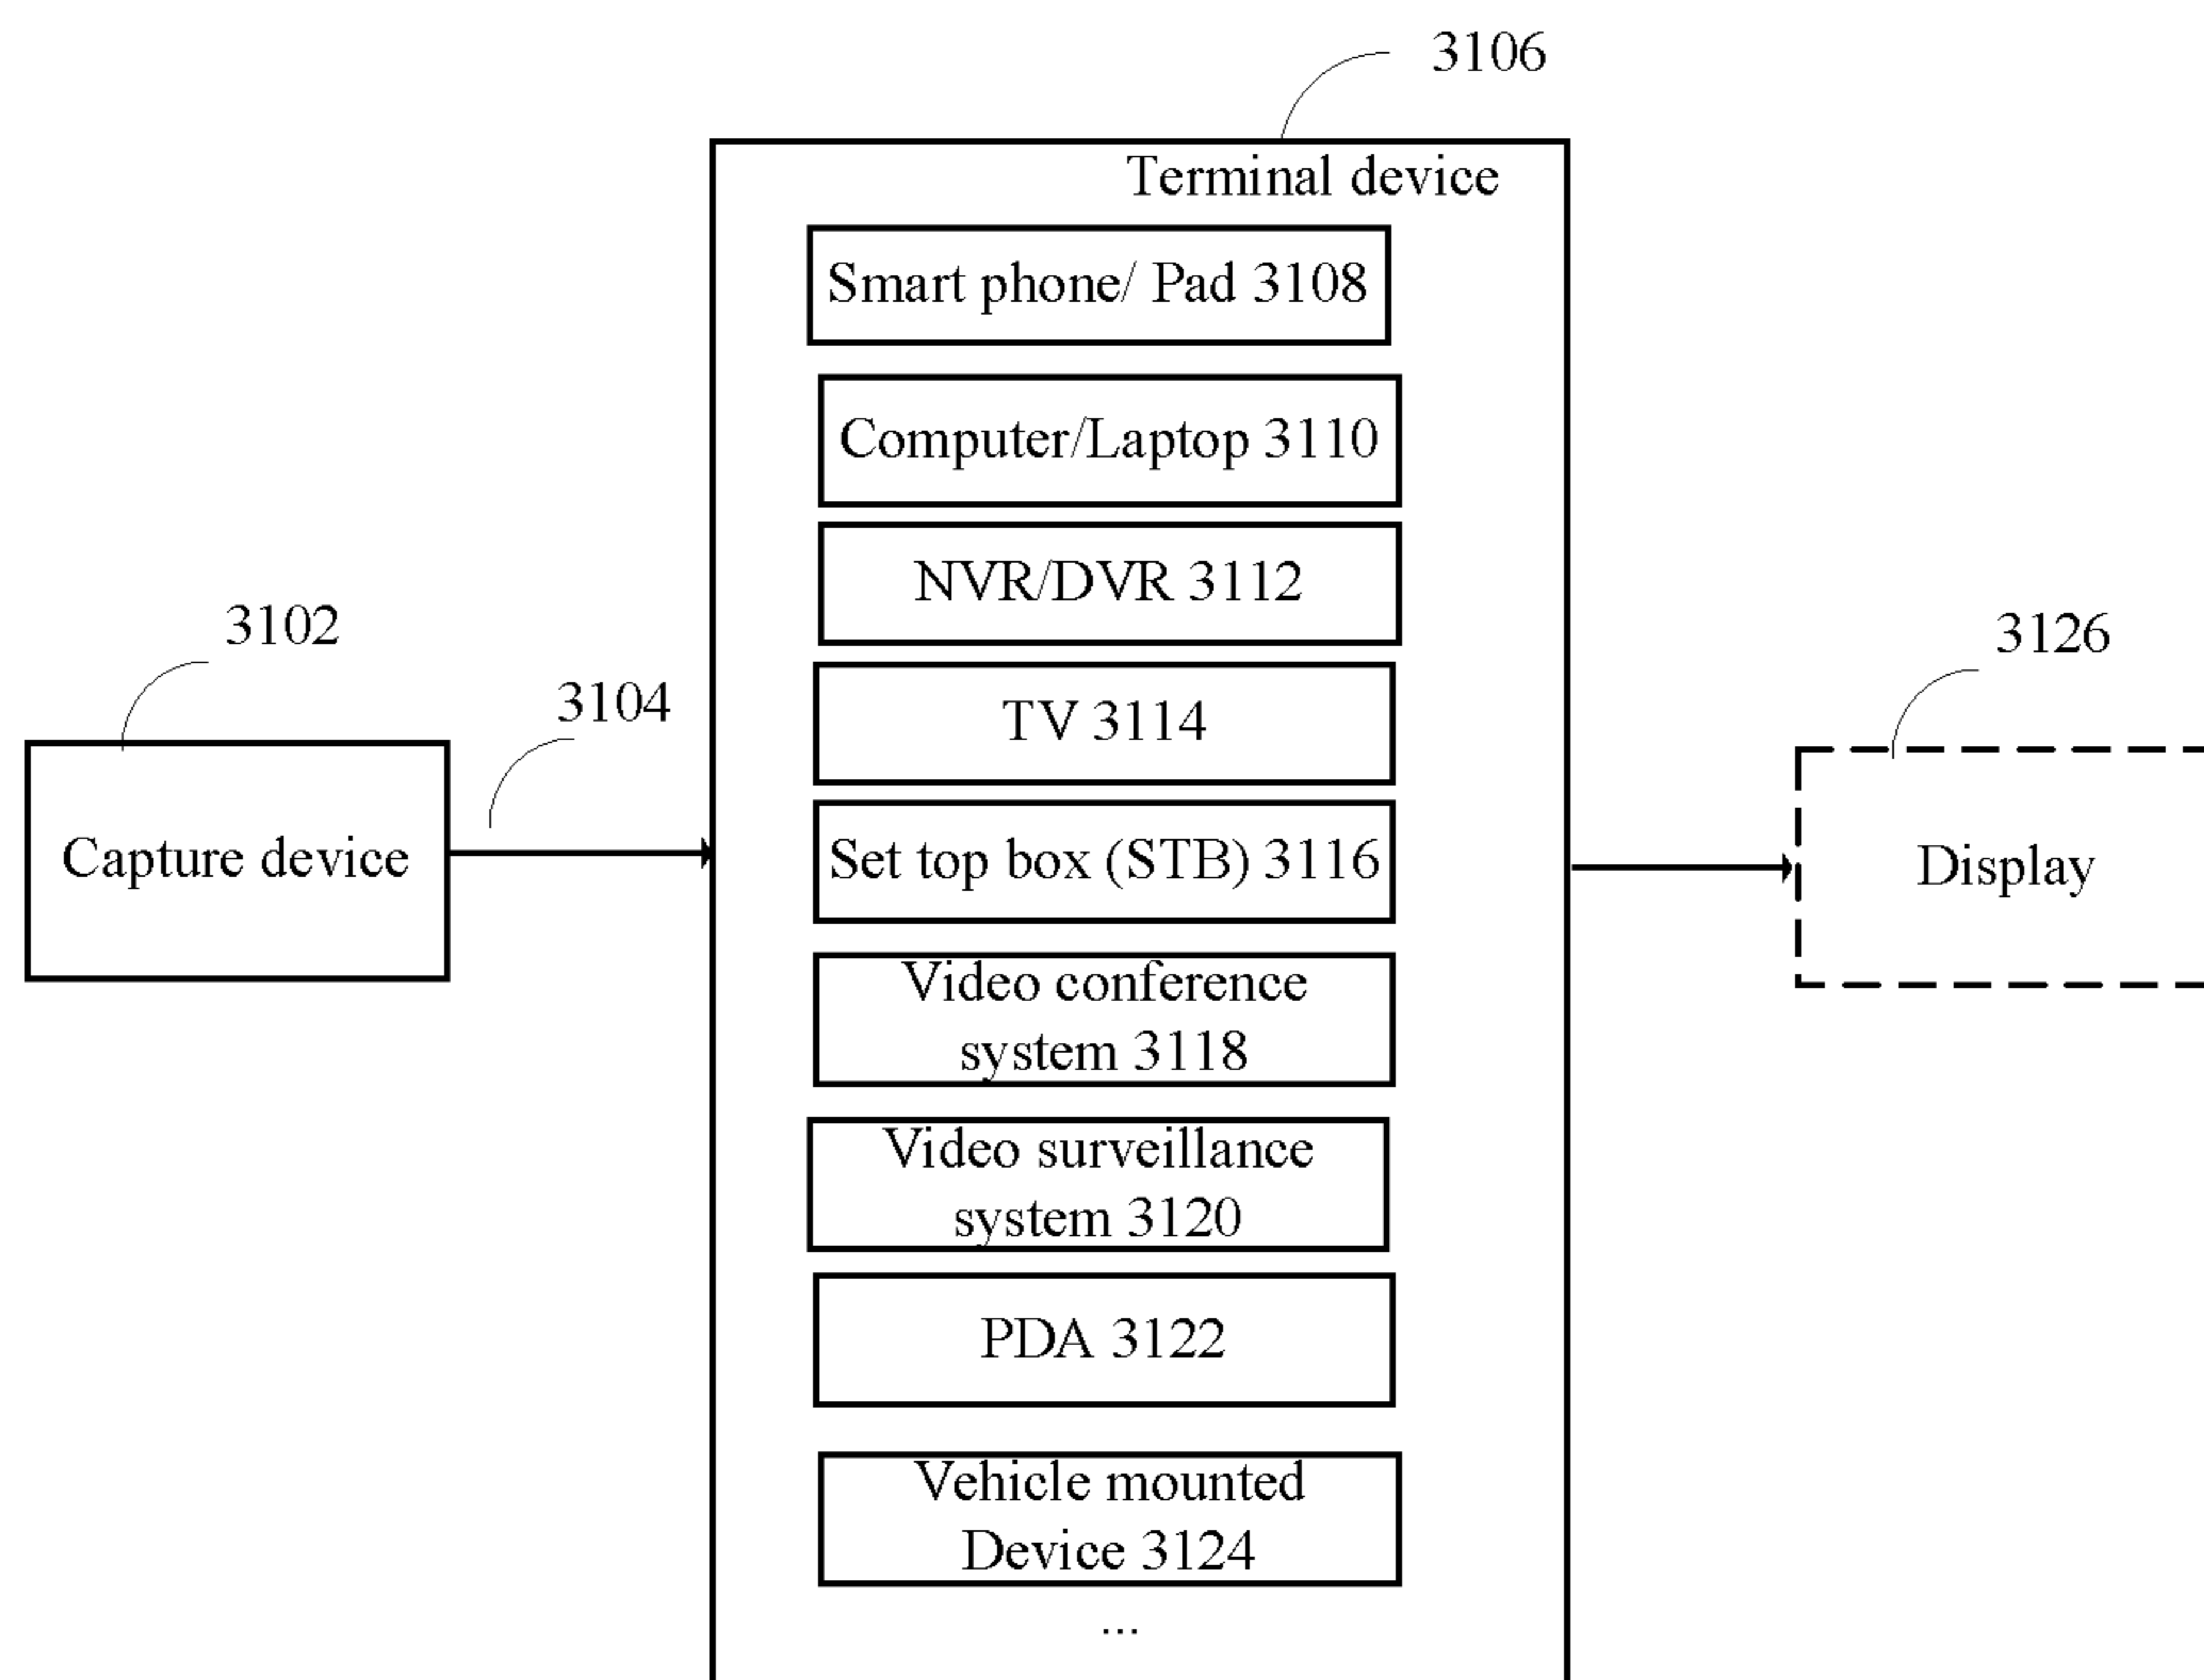 3106
Terminal device
Smart phone/ Pad 3108
Computer/Laptop 3110
NVR/DVR 3112
3102
3126
3104
TV 3114
Capture device
Set top box (STB) 3116
Display
Video conference
system 3118
Video surveillance
system 3120
PDA 3122
Vehicle mounted
Device 3124
...